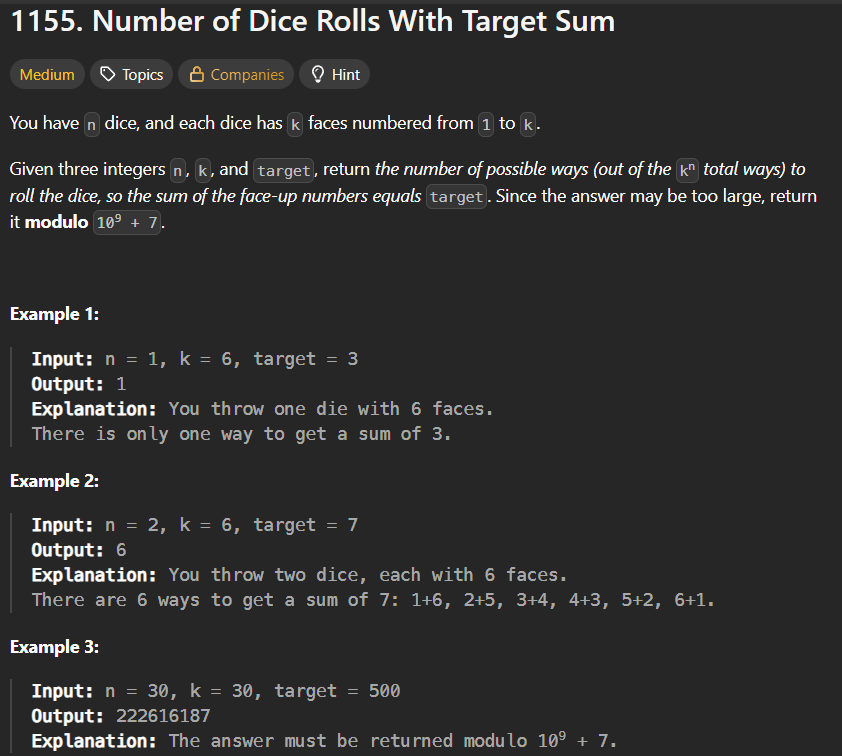 1155. Number of Dice Rolls With Target Sum
Medium Topics Companies Hint
You have n dice, and each dice has k faces numbered from 1 to k.
Given three integers n, k, and target, return the number of possible ways (out of the kⁿ total ways) to
roll the dice, so the sum of the face-up numbers equals target. Since the answer may be too large, return
it modulo 10⁹ + 7.
Example 1:
Input: n = 1, k = 6, target = 3
Output: 1
Explanation: You throw one die with 6 faces.
There is only one way to get a sum of 3.
Example 2:
Input: n = 2, k = 6, target = 7
Output: 6
Explanation: You throw two dice, each with 6 faces.
There are 6 ways to get a sum of 7: 1+6, 2+5, 3+4, 4+3, 5+2, 6+1.
Example 3:
Input: n = 30, k = 30, target = 500
Output: 222616187
Explanation: The answer must be returned modulo 10⁹ + 7.